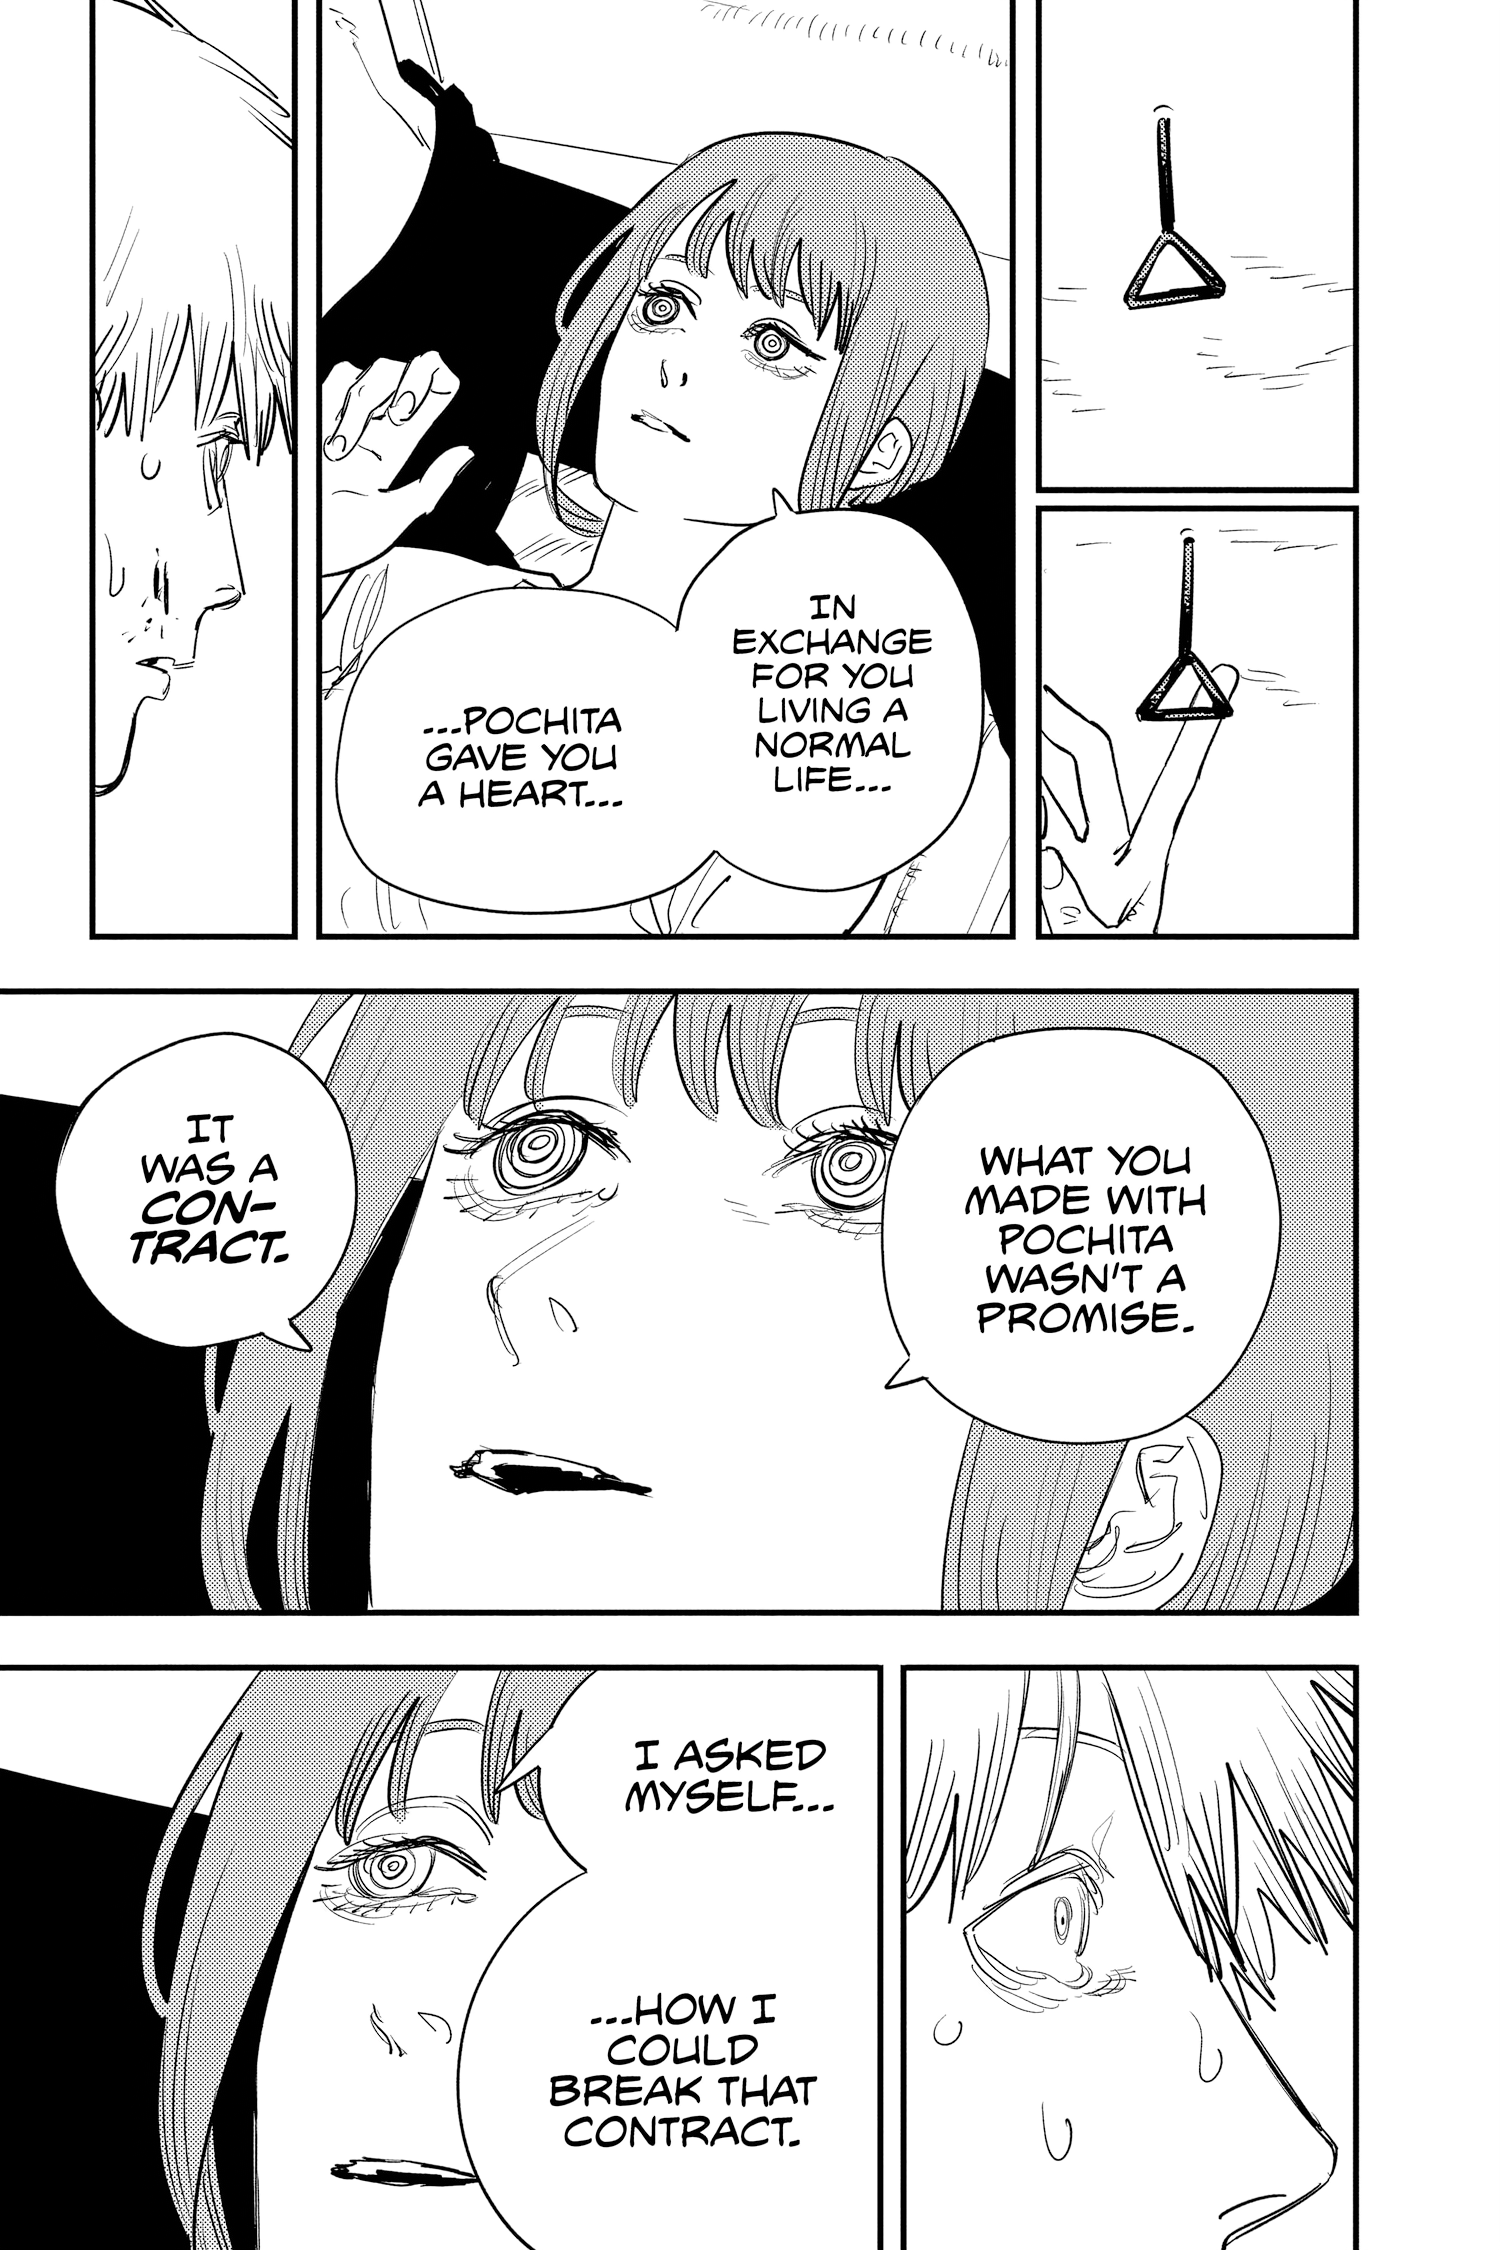 IN
EXCHANGE
FOR YOU
LIVING A
NORMAL
LIFE...
...POCHITA
GAVE YOU
A HEART...
WHAT YOU
MADE WITH
POCHITA
WASN'T A
PROMISE.
IT
WAS A
CON-
TRACT.
I ASKED
MYSELF...
...HOW I
COULD
BREAK THAT
CONTRACT.